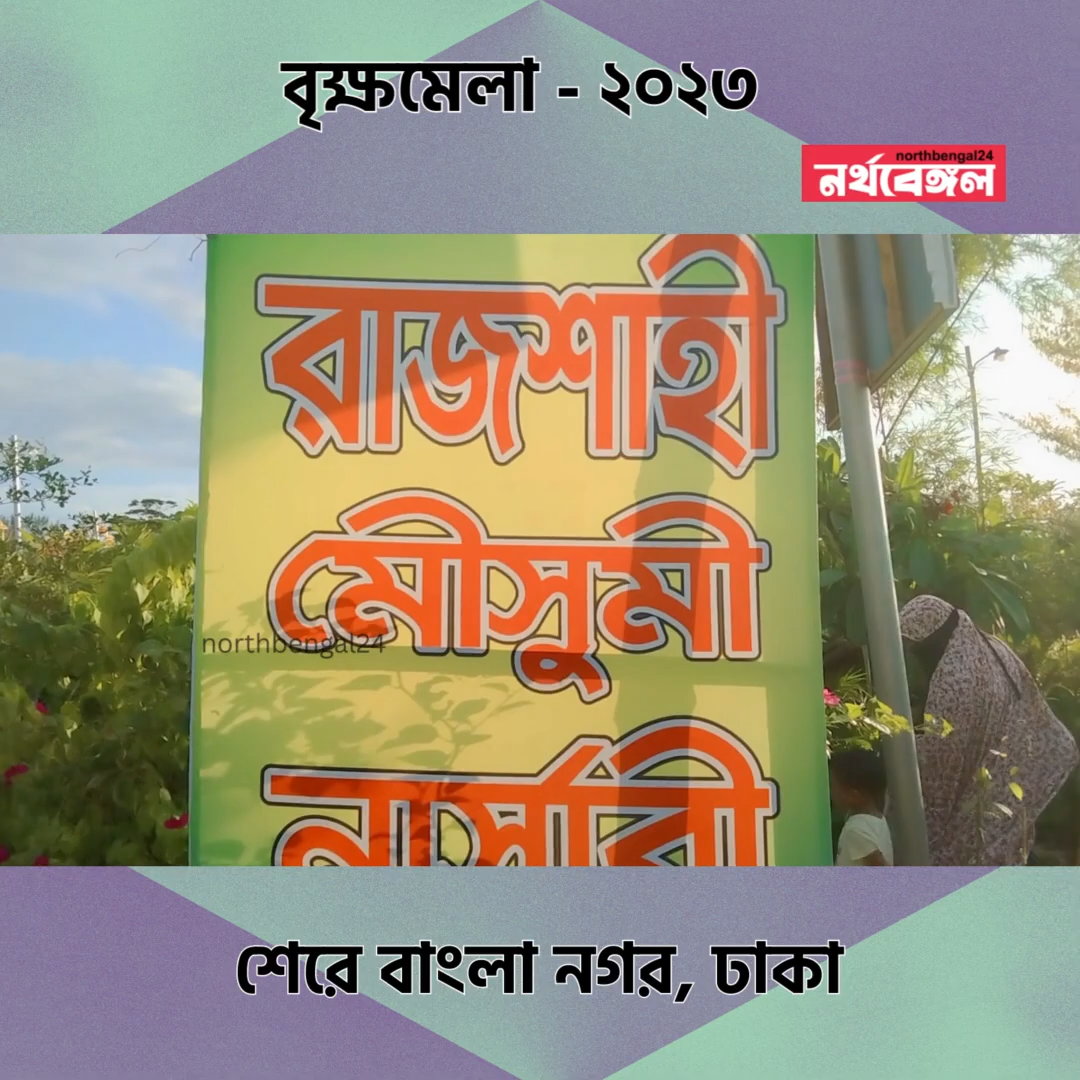 বৃক্ষমেলা - ২০২৩
northbengal24
নর্থবেঙ্গল
রাজশাহী
মৌসুমী
northbengal24
নার্সারী
শেরে বাংলা নগর, ঢাকা